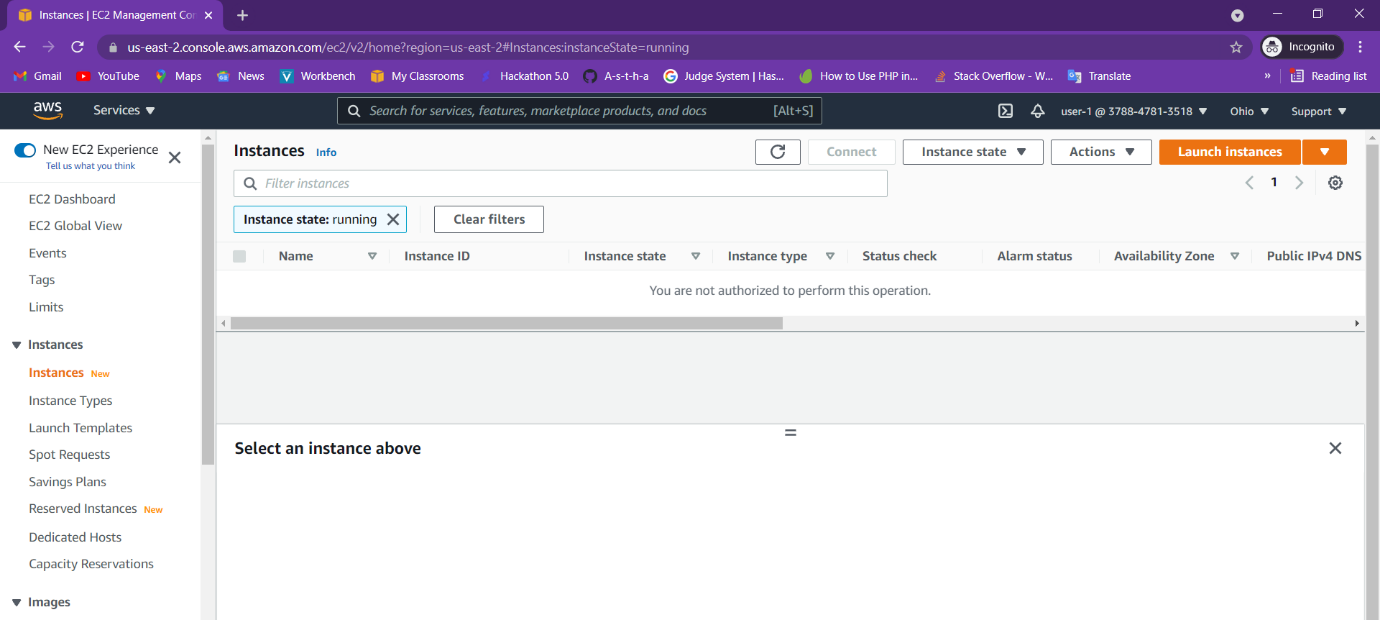 Instances | EC2 Management Con
us-east-2.console.aws.amazon.com/ec2/v2/home?region=us-east-2#Instances:instanceState=running
Incognito
Gmail YouTube Maps News Workbench My Classrooms Hackathon 5.0 A-s-t-h-a Judge System | Has... How to Use PHP in... Stack Overflow - W... Translate » Reading list
aws Services Search for services, features, marketplace products, and docs [Alt+S] user-1 @ 3788-4781-3518 Ohio Support
New EC2 Experience
Tell us what you think
EC2 Dashboard
EC2 Global View
Events
Tags
Limits
Instances
Instances New
Instance Types
Launch Templates
Spot Requests
Savings Plans
Reserved Instances New
Dedicated Hosts
Capacity Reservations
Images
Instances Info Connect Instance state Actions Launch instances
Filter instances 1
Instance state: running Clear filters
Name Instance ID Instance state Instance type Status check Alarm status Availability Zone Public IPv4 DNS
You are not authorized to perform this operation.
Select an instance above